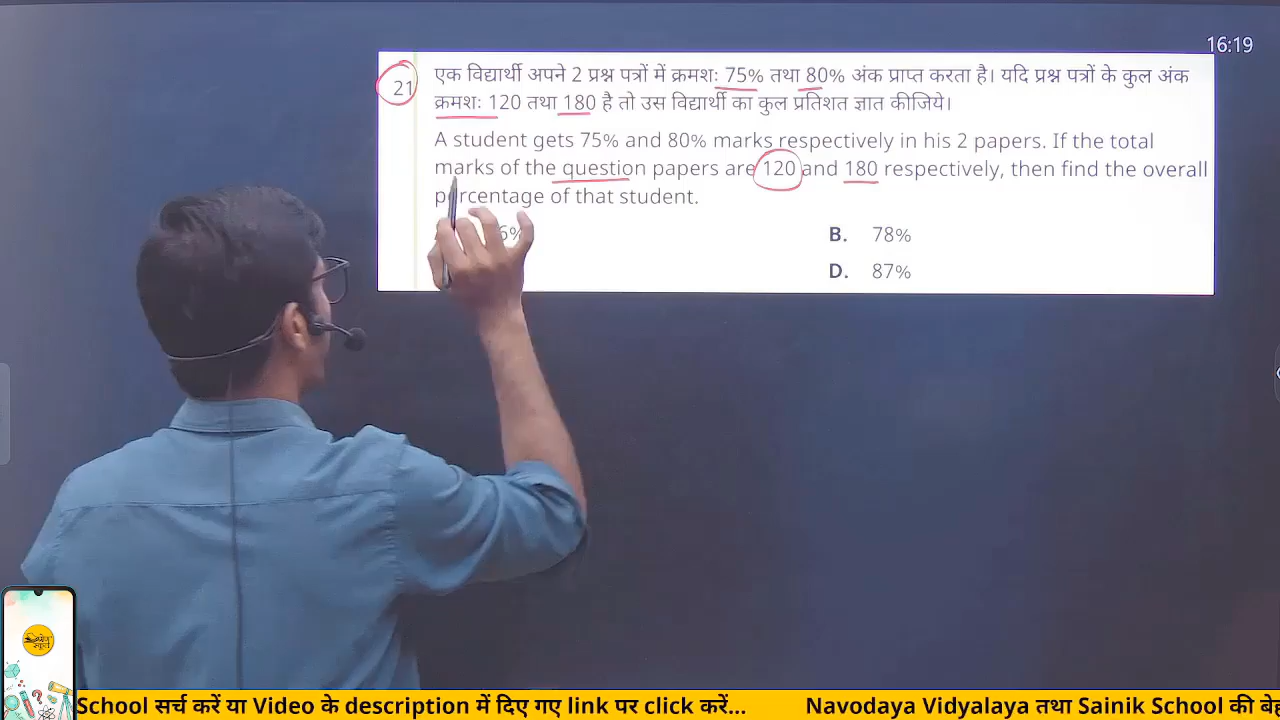 16:19
21
एक विद्यार्थी अपने 2 प्रश्न पत्रों में क्रमश: 75% तथा 80% अंक प्राप्त करता है। यदि प्रश्न पत्रों के कुल अंक
क्रमश: 120 तथा 180 है तो उस विद्यार्थी का कुल प्रतिशत ज्ञात कीजिये।
A student gets 75% and 80% marks respectively in his 2 papers. If the total
marks of the question papers are 120 and 180 respectively, then find the overall
percentage of that student.
B. 78%
D. 87%
School सर्च करें या Video के description में दिए गए link पर click करें... Navodaya Vidyalaya तथा Sainik School की